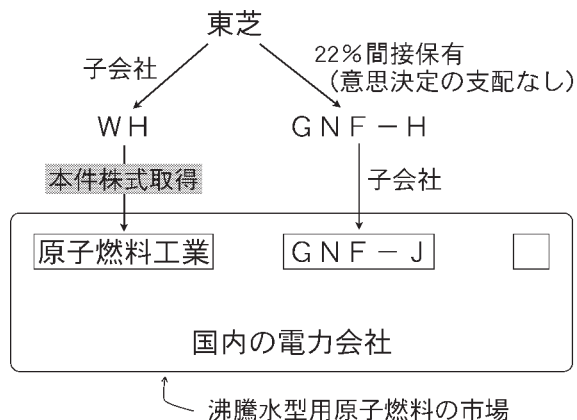 東芝
子会社
22％間接保有
（意思決定の支配なし）
WH
GNF－H
本件株式取得
子会社
原子燃料工業
GNF－J
国内の電力会社
沸騰水型用原子燃料の市場